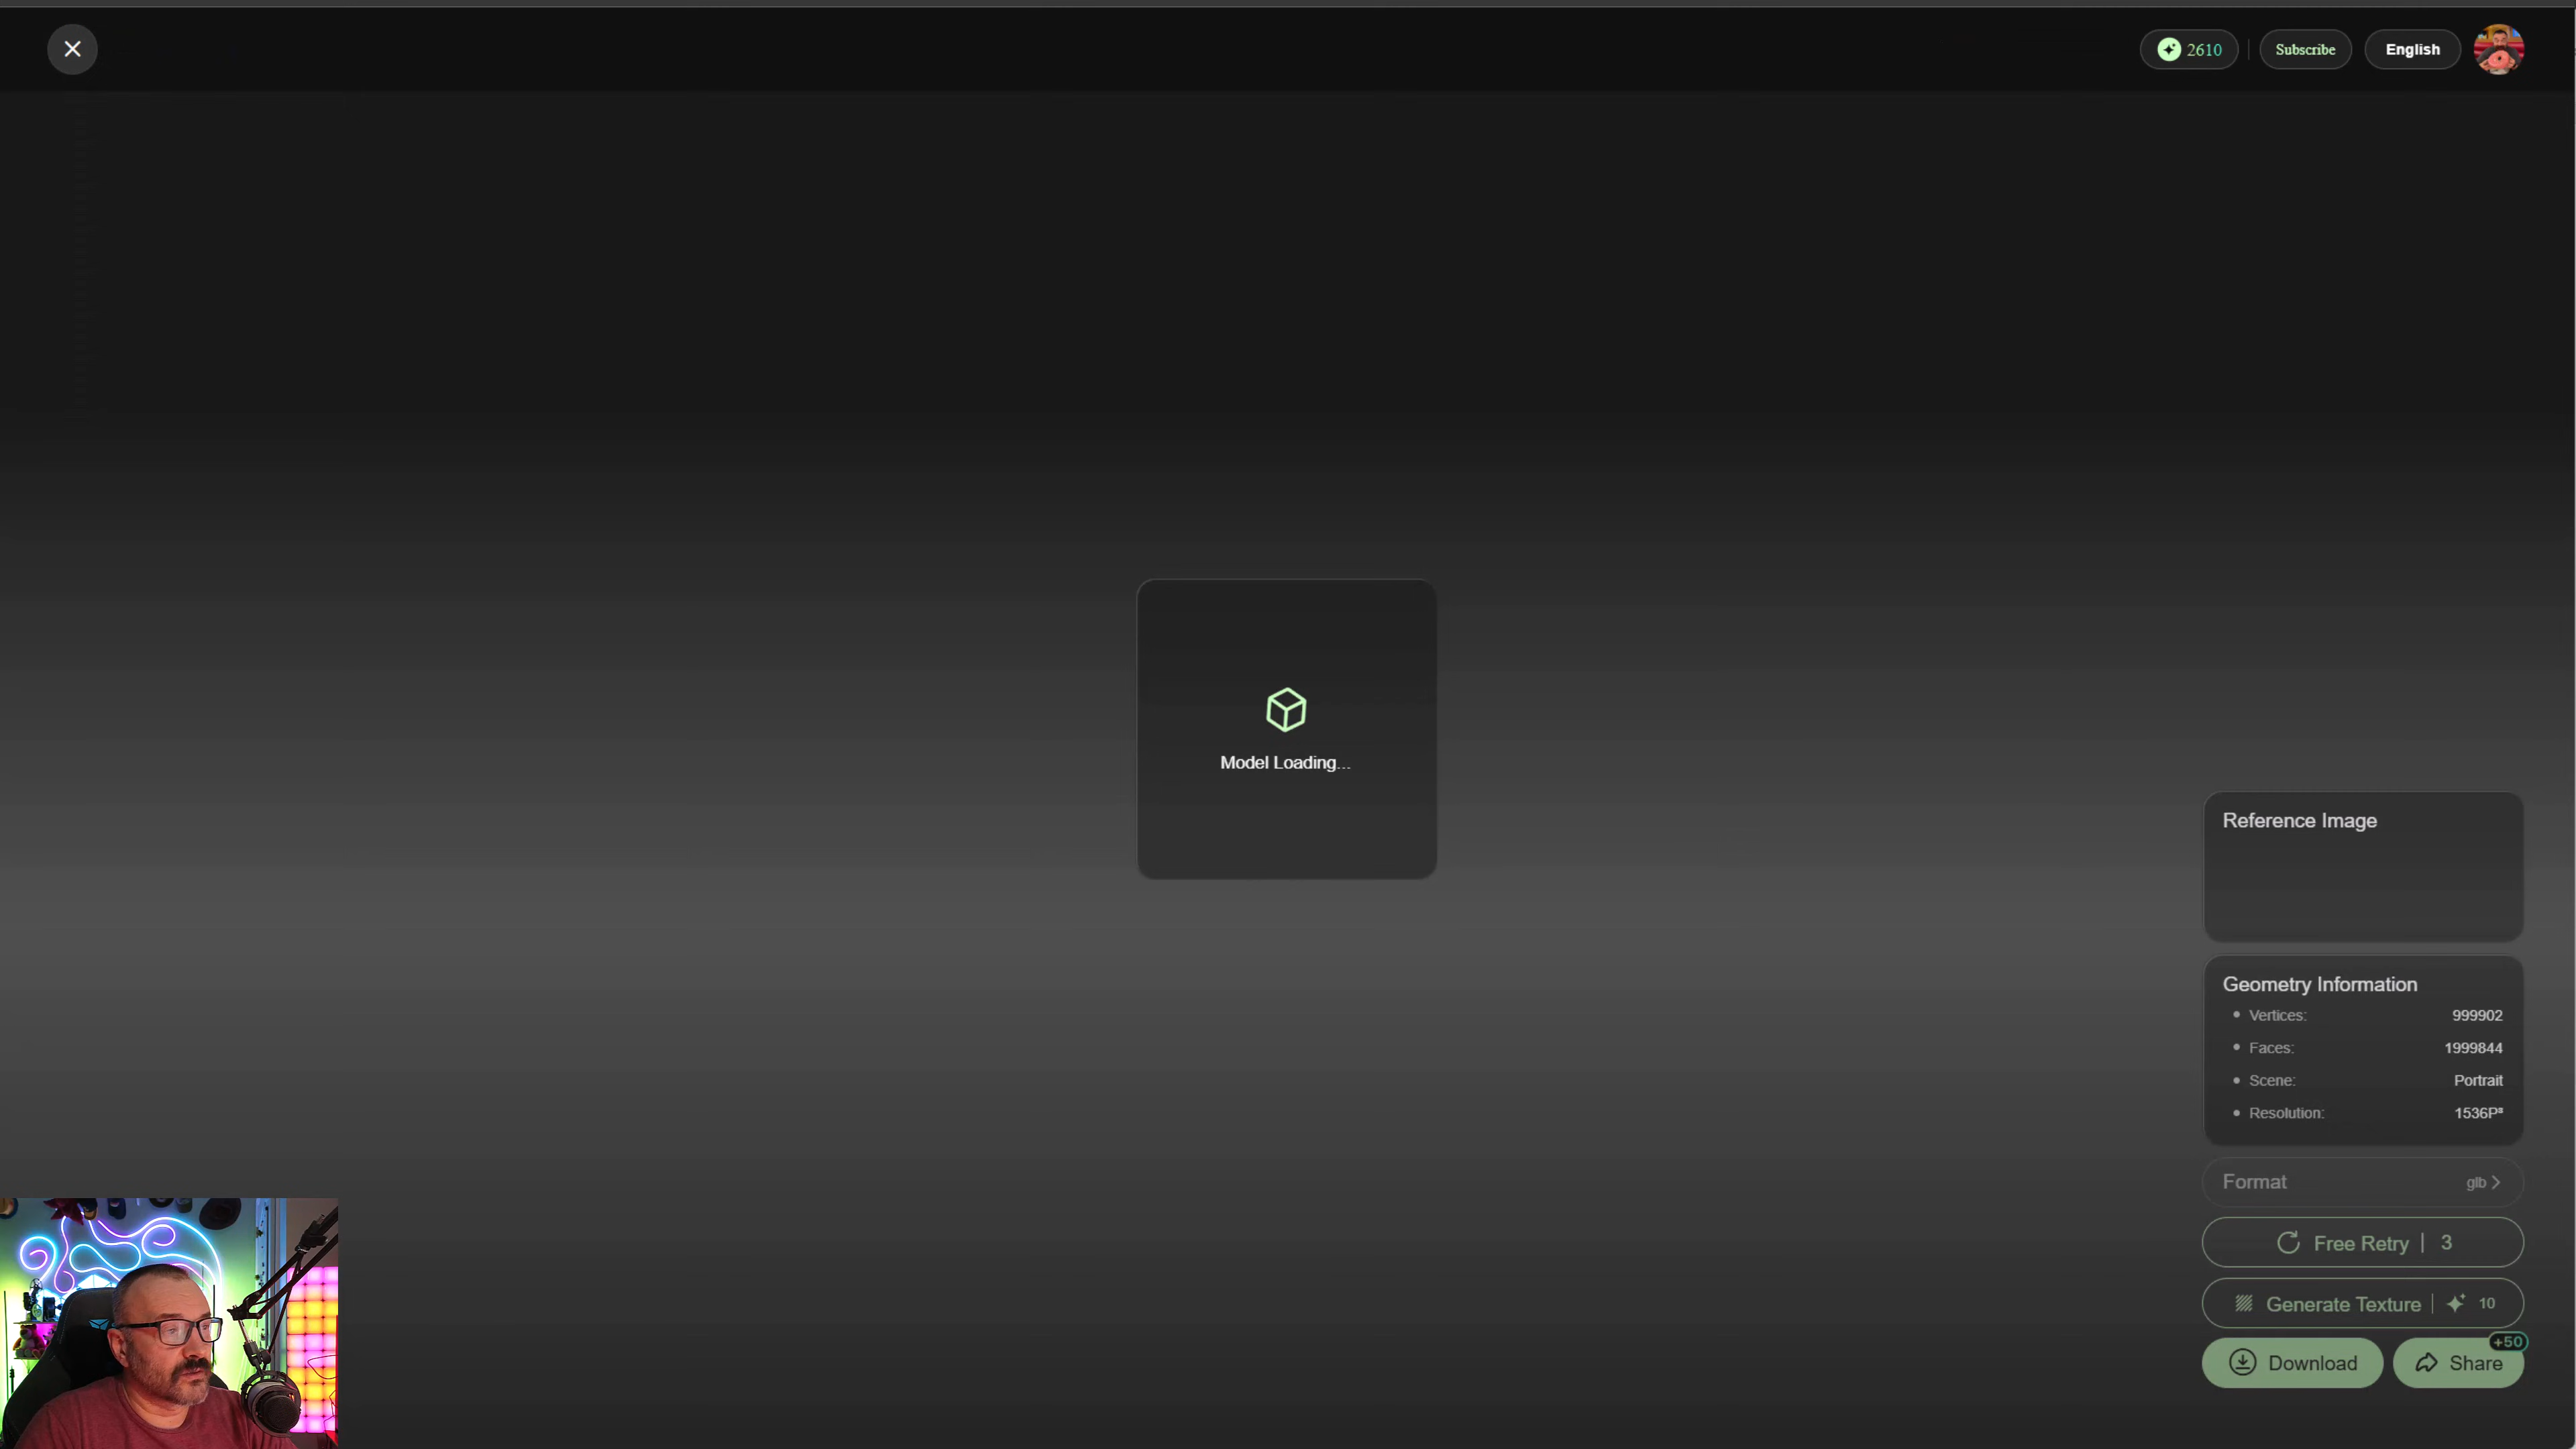 2610
Subscribe
English
Model Loading...
Reference Image
Geometry Information
Vertices: 999902
Faces: 1999844
Scene: Portrait
Resolution: 1536P³
Format glb
Free Retry | 3
Generate Texture | 10
+50
Download
Share